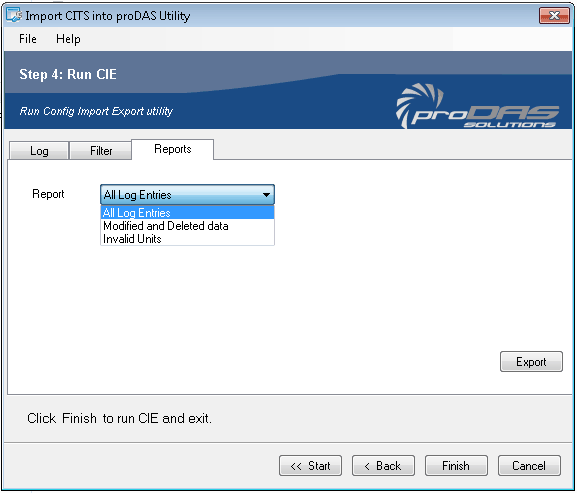 Import CITS into proDAS Utility
File Help
Step 4: Run CIE
Run Config Import Export utility
proDAS
SOLUTIONS
Log Filter Reports
Report All Log Entries
All Log Entries
Modified and Deleted data
Invalid Units
Export
Click Finish to run CIE and exit.
<< Start < Back Finish Cancel